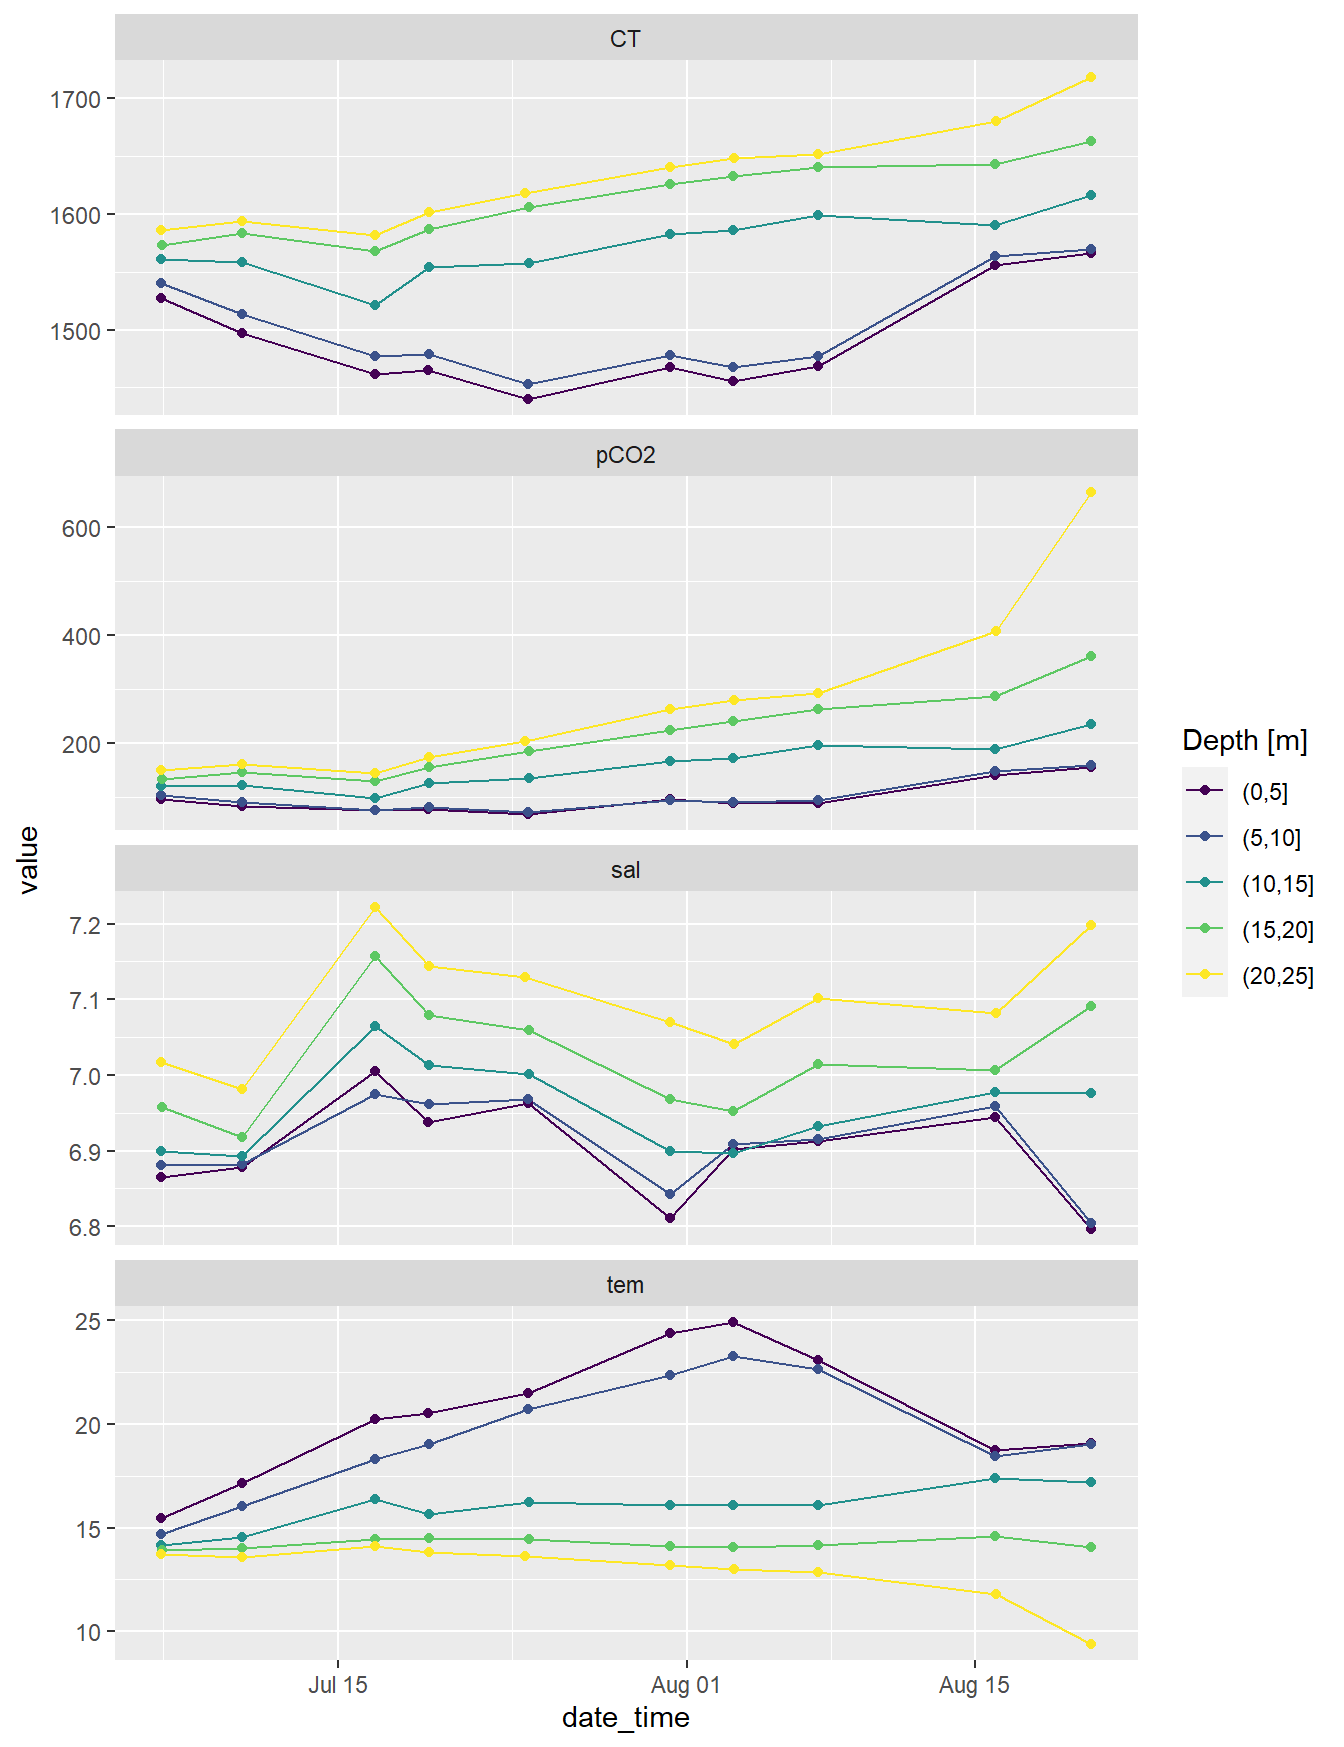 CT
1700
1600
1500
pCO2
600
400
200
sal
7.2
7.1
7.0
6.9
6.8
tem
25
20
15
10
Jul 15
Aug 01
Aug 15
date_time
value
Depth [m]
(0,5]
(5,10]
(10,15]
(15,20]
(20,25]